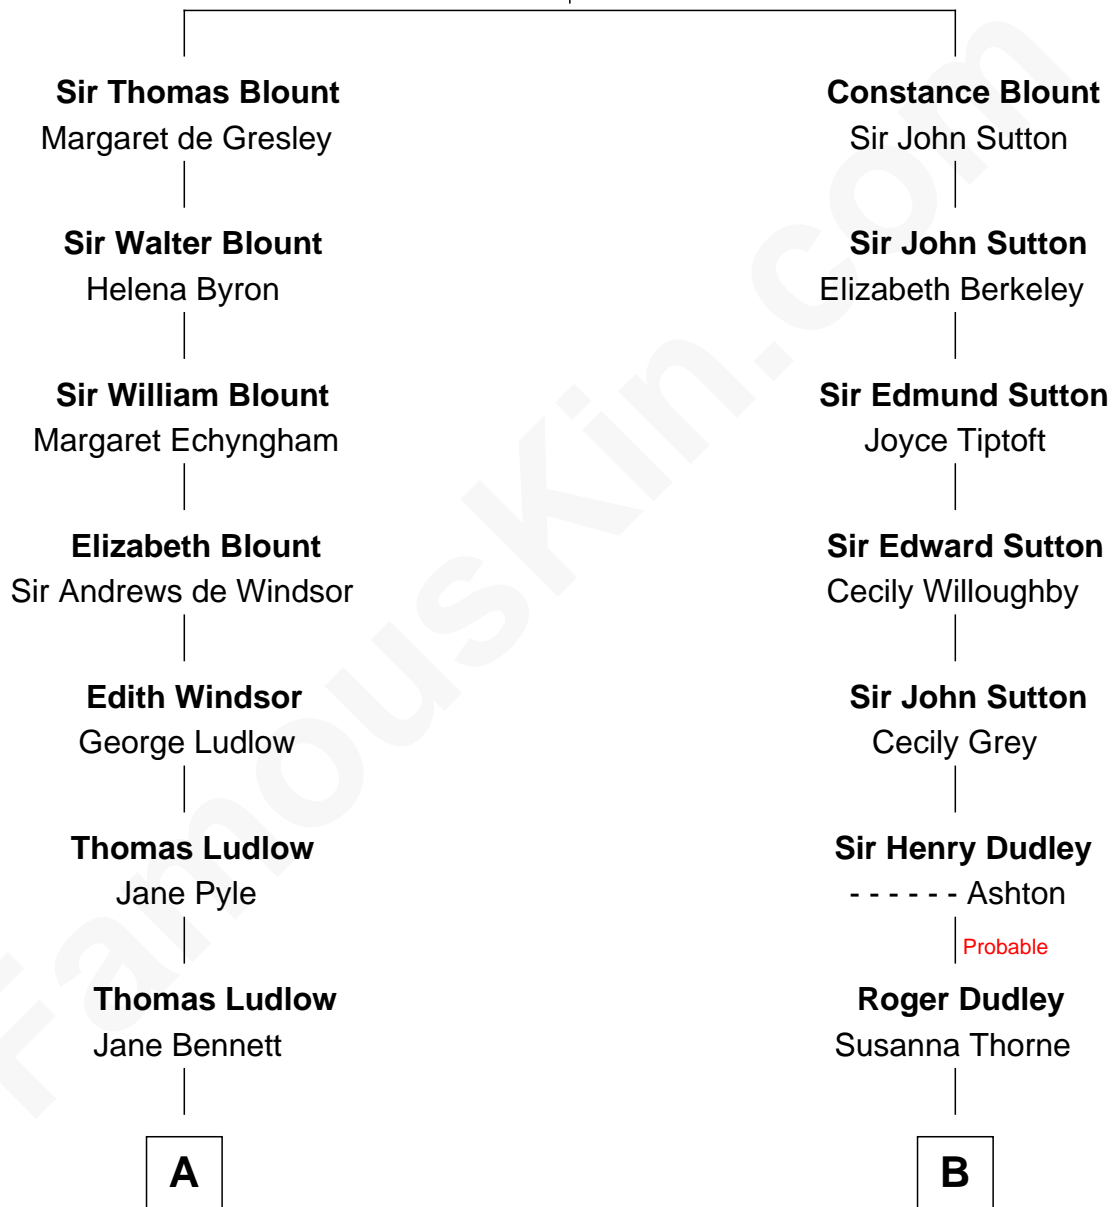 Sir Thomas Blount
Margaret de Gresley
Sir Walter Blount
Helena Byron
Sir William Blount
Margaret Echyngham
Elizabeth Blount
Sir Andrews de Windsor
Edith Windsor
George Ludlow
Thomas Ludlow
Jane Pyle
Thomas Ludlow
Jane Bennett
A
Constance Blount
Sir John Sutton
Sir John Sutton
Elizabeth Berkeley
Sir Edmund Sutton
Joyce Tiptoft
Sir Edward Sutton
Cecily Willoughby
Sir John Sutton
Cecily Grey
Sir Henry Dudley
- - - - - - Ashton
Probable
Roger Dudley
Susanna Thorne
B
FamousKin.com